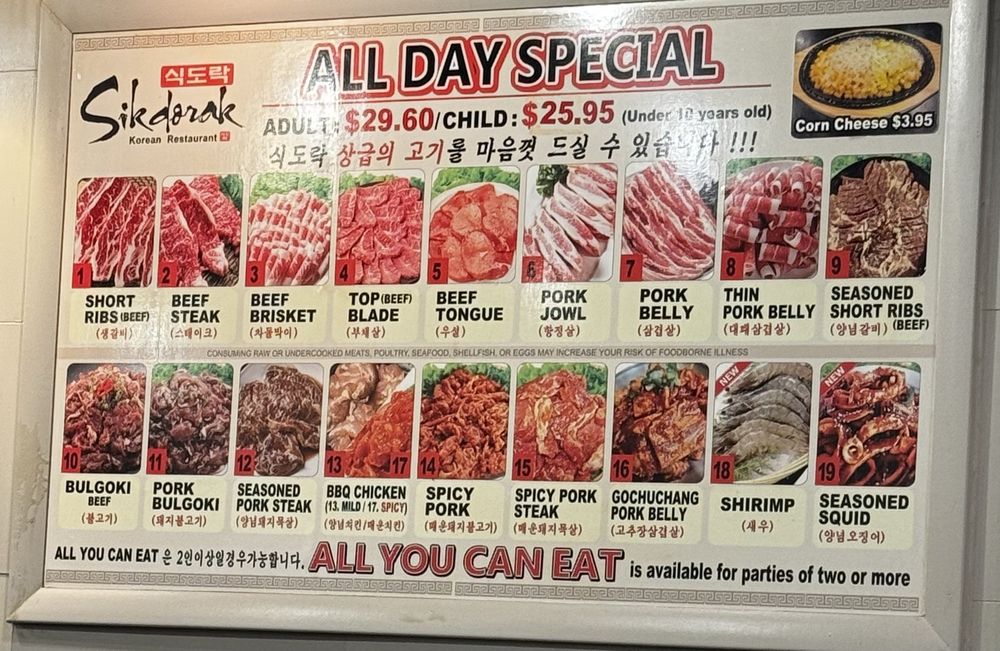 식도락
Sikdorak
Korean Restaurant
ALL DAY SPECIAL
ADULT: $29.60/CHILD: $25.95 (Under 10 years old)
식도락 상급의 고기를 마음껏 드실 수 있습니다 !!!
Corn Cheese $3.95
1
2
3
4
5
6
7
8
9
SHORT RIBS (BEEF)
(생갈비)
BEEF STEAK
(스테이크)
BEEF BRISKET
(차돌박이)
TOP (BEEF) BLADE
(부채살)
BEEF TONGUE
(우설)
PORK JOWL
(항정살)
PORK BELLY
(삼겹살)
THIN PORK BELLY
(대패삼겹살)
SEASONED SHORT RIBS (BEEF)
(양념갈비)
CONSUMING RAW OR UNDERCOOKED MEATS, POULTRY, SEAFOOD, SHELLFISH, OR EGGS MAY INCREASE YOUR RISK OF FOODBORNE ILLNESS
NEW
NEW
10
11
12
13
17
14
15
16
18
19
BULGOKI
BEEF
(불고기)
PORK BULGOKI
(돼지불고기)
SEASONED PORK STEAK
(양념돼지목살)
BBQ CHICKEN
(13. MILD / 17. SPICY)
(양념치킨/매운치킨)
SPICY PORK
(매운돼지불고기)
SPICY PORK STEAK
(매운돼지목살)
GOCHUCHANG PORK BELLY
(고추장삼겹살)
SHIRIMP
(새우)
SEASONED SQUID
(양념오징어)
ALL YOU CAN EAT 은 2인이상일경우가능합니다. ALL YOU CAN EAT is available for parties of two or more